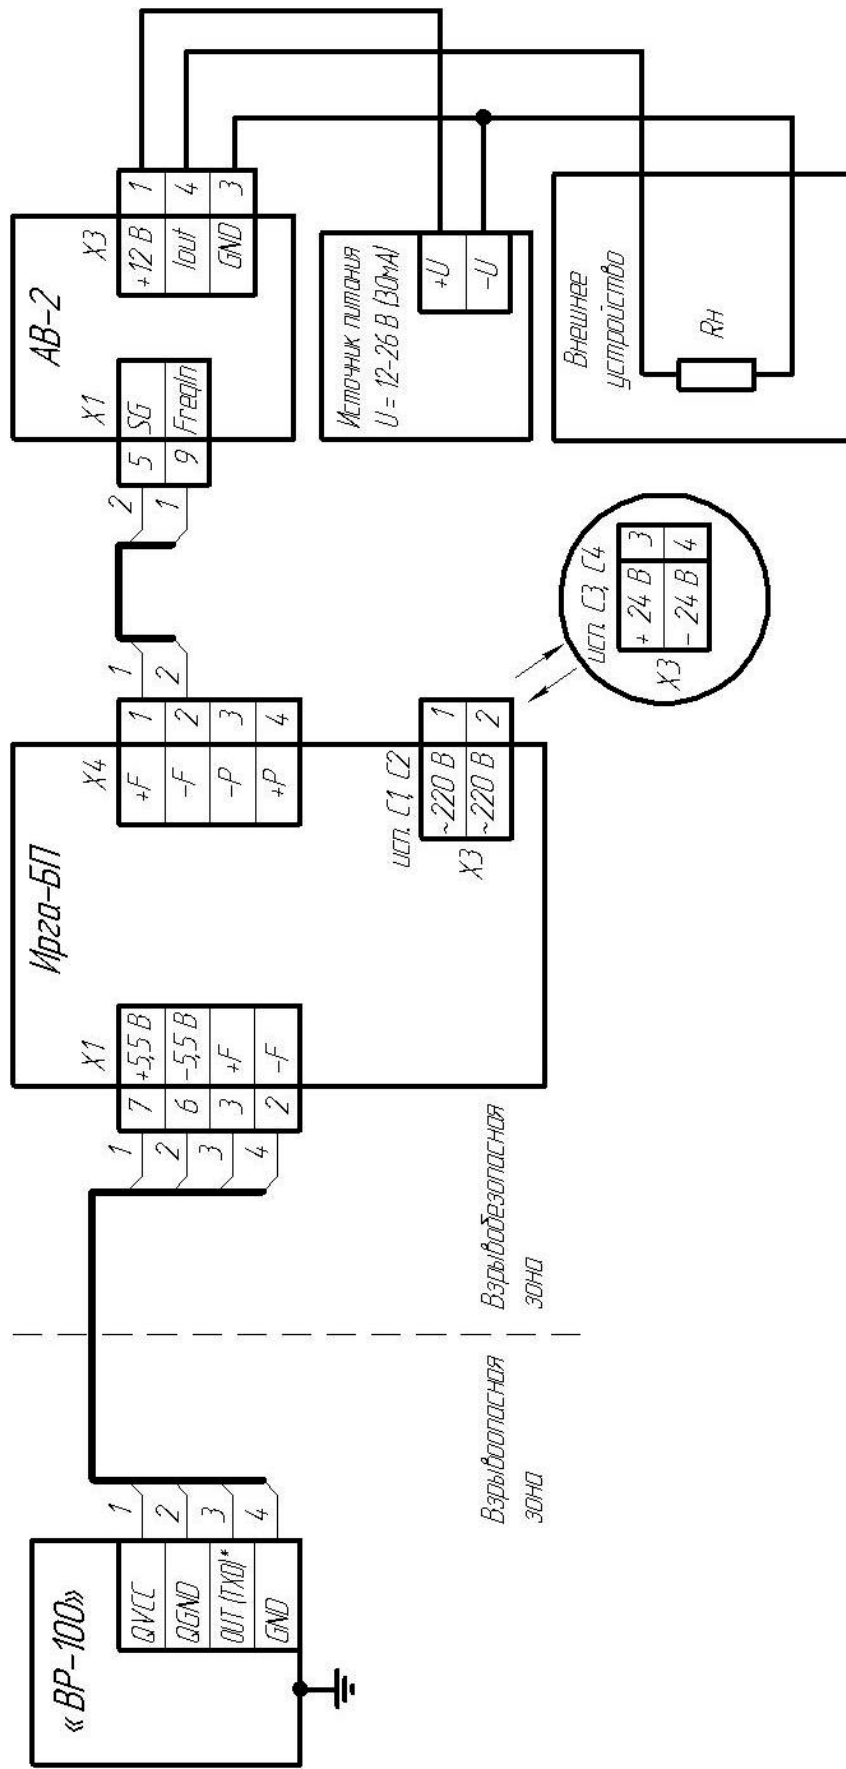 «ВР-100»
QVCC
QGND
OUT (TXD)*
GND
1
2
3
4
Взрывоопасная
зона
Взрывобезопасная
зона
Ирга-БП
X1
7 +5,5 В
6 -5,5 В
3 +F
2 -F
1
2
3
4
X4
+F 1
-F 2
-P 3
+P 4
1
2
исп. С1, С2
X3
~220 В 1
~220 В 2
исп. С3, С4
X3
+ 24 В 3
- 24 В 4
АВ-2
X1
5 SG
9 FreqIn
2
1
X3
+12 В 1
Iout 4
GND 3
Источник питания
U = 12-26 В (30мА)
+U
-U
Внешнее
устройство
Rн